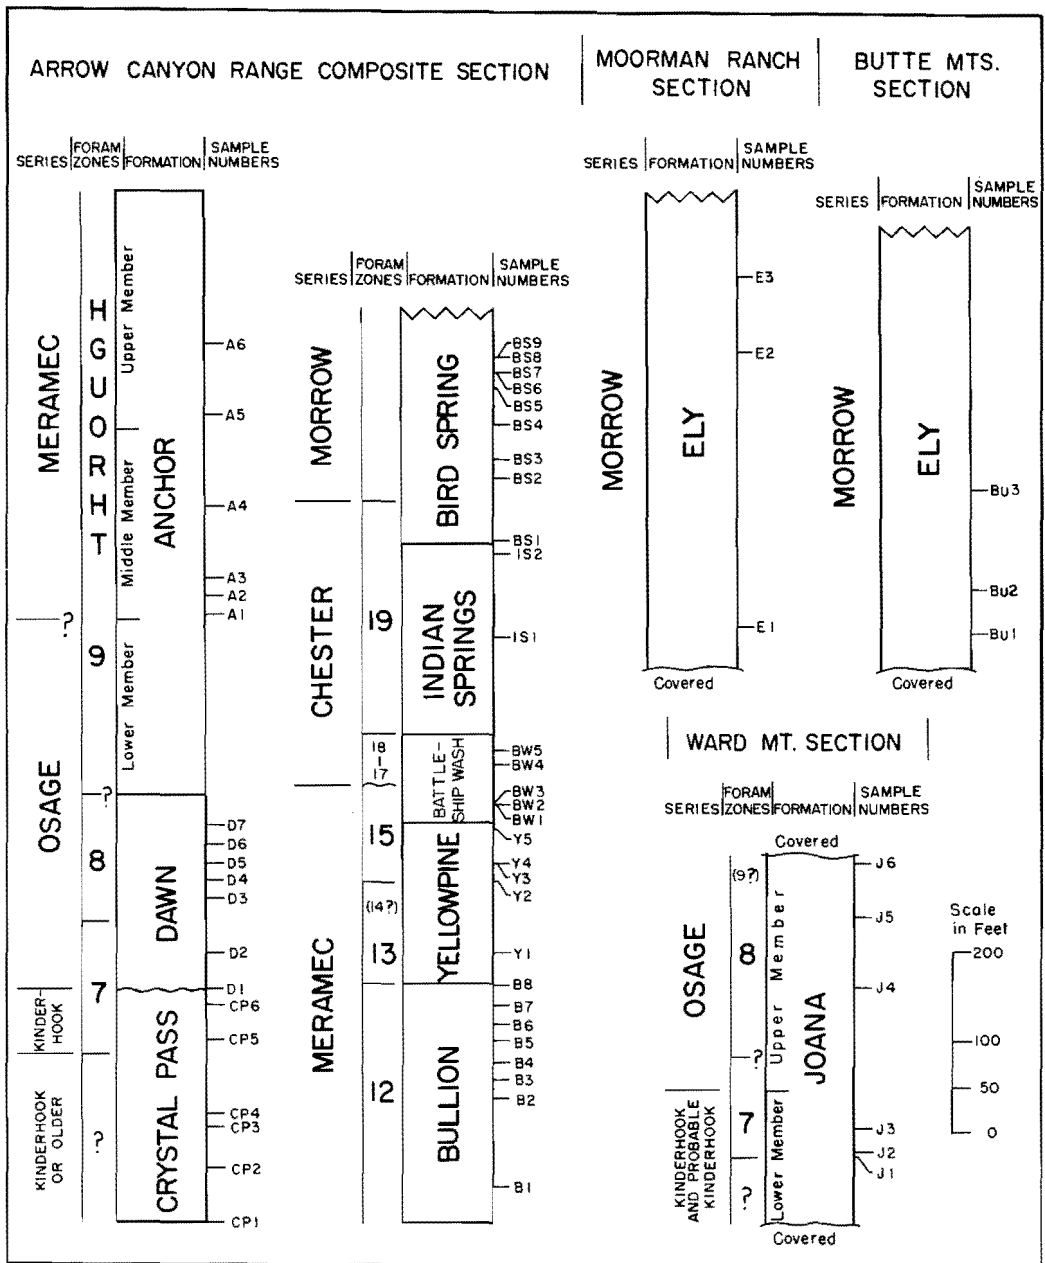 ARROW CANYON RANGE COMPOSITE SECTION
SERIES
FORAM
ZONES
FORMATION
SAMPLE
NUMBERS
MERAMEC
?
OSAGE
KINDER-
HOOK
KINDERHOOK
OR OLDER
H
G
U
O
R
H
T
9
?
8
7
?
Upper Member
Middle Member
Lower Member
ANCHOR
DAWN
CRYSTAL PASS
A6
A5
A4
A3
A2
A1
D7
D6
D5
D4
D3
D2
D1
CP6
CP5
CP4
CP3
CP2
CP1
SERIES
FORAM
ZONES
FORMATION
SAMPLE
NUMBERS
MORROW
CHESTER
MERAMEC
19
18
-
17
15
(14?)
13
12
BIRD SPRING
INDIAN
SPRINGS
BATTLE-
SHIP WASH
YELLOWPINE
BULLION
BS9
BS8
BS7
BS6
BS5
BS4
BS3
BS2
BS1
IS2
IS1
BW5
BW4
BW3
BW2
BW1
Y5
Y4
Y3
Y2
Y1
B8
B7
B6
B5
B4
B3
B2
B1
MOORMAN RANCH
SECTION
SERIES
FORMATION
SAMPLE
NUMBERS
MORROW
ELY
E3
E2
E1
Covered
BUTTE MTS.
SECTION
SERIES
FORMATION
SAMPLE
NUMBERS
MORROW
ELY
Bu3
Bu2
Bu1
Covered
WARD MT. SECTION
SERIES
FORAM
ZONES
FORMATION
SAMPLE
NUMBERS
Covered
OSAGE
KINDERHOOK
AND PROBABLE
KINDERHOOK
(9?)
8
?
7
?
Upper Member
Lower Member
JOANA
J6
J5
J4
J3
J2
J1
Covered
Scale
in Feet
200
100
50
0